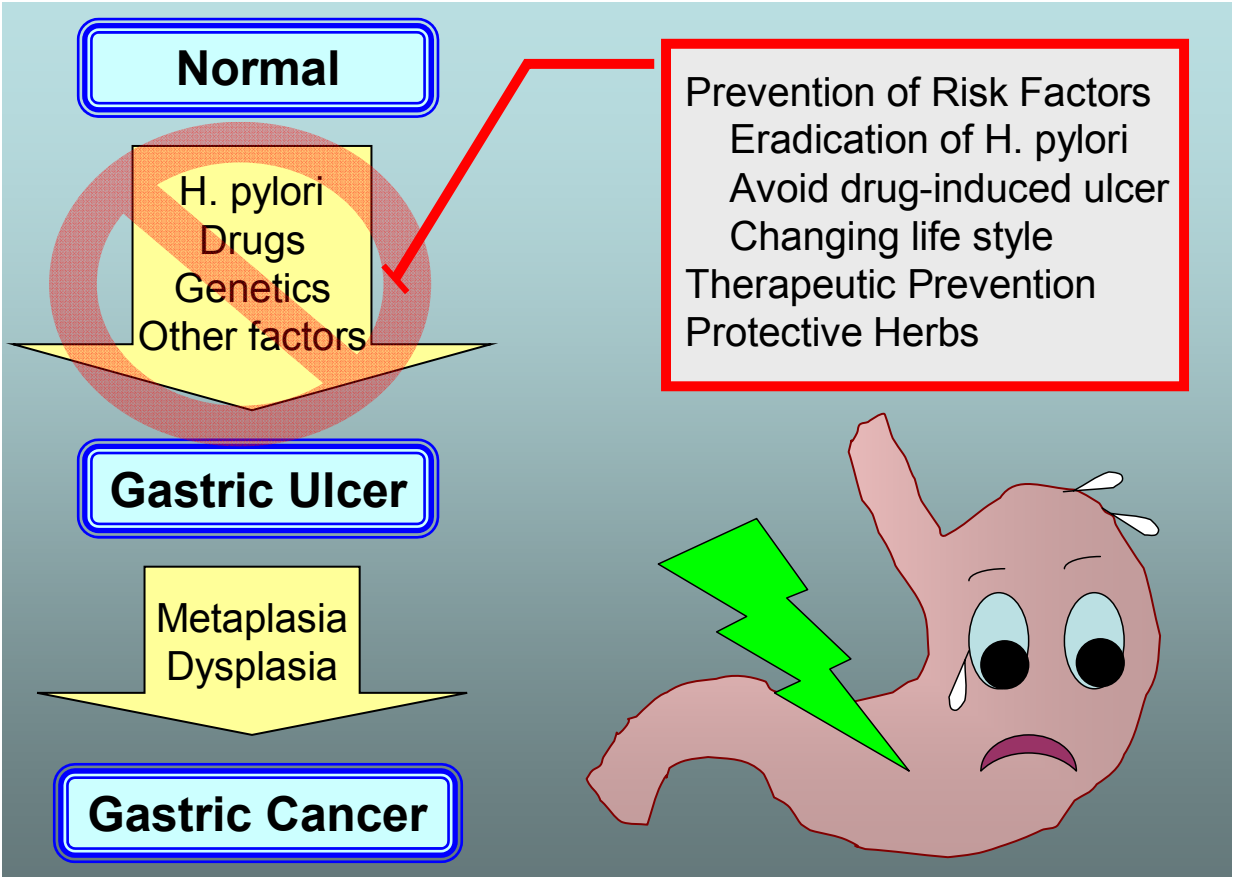 Normal
H. pylori
Drugs
Genetics
Other factors
Gastric Ulcer
Metaplasia
Dysplasia
Gastric Cancer
Prevention of Risk Factors
Eradication of H. pylori
Avoid drug-induced ulcer
Changing life style
Therapeutic Prevention
Protective Herbs